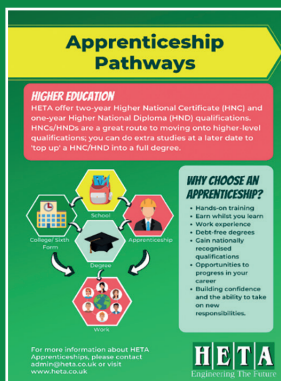 Apprenticeship
Pathways
HIGHER EDUCATION
HETA offer two-year Higher National Certificate (HNC) and
one-year Higher National Diploma (HND) qualifications.
HNCs/HNDs are a great route to moving onto higher-level
qualifications; you can do extra studies at a later date to
'top up' a HNC/HND into a full degree.
School
College/ Sixth
Form
Apprenticeship
Degree
Work
WHY CHOOSE AN
APPRENTICESHIP?
• Hands-on training
• Earn whilst you learn
• Work experience
• Debt-free degrees
• Gain nationally
recognised
qualifications
• Opportunities to
progress in your
career
• Building confidence
and the ability to take
on new
responsibilities.
For more information about HETA
Apprenticeships, please contact
admin@heta.co.uk or visit
www.heta.co.uk
HETA
Engineering The Future